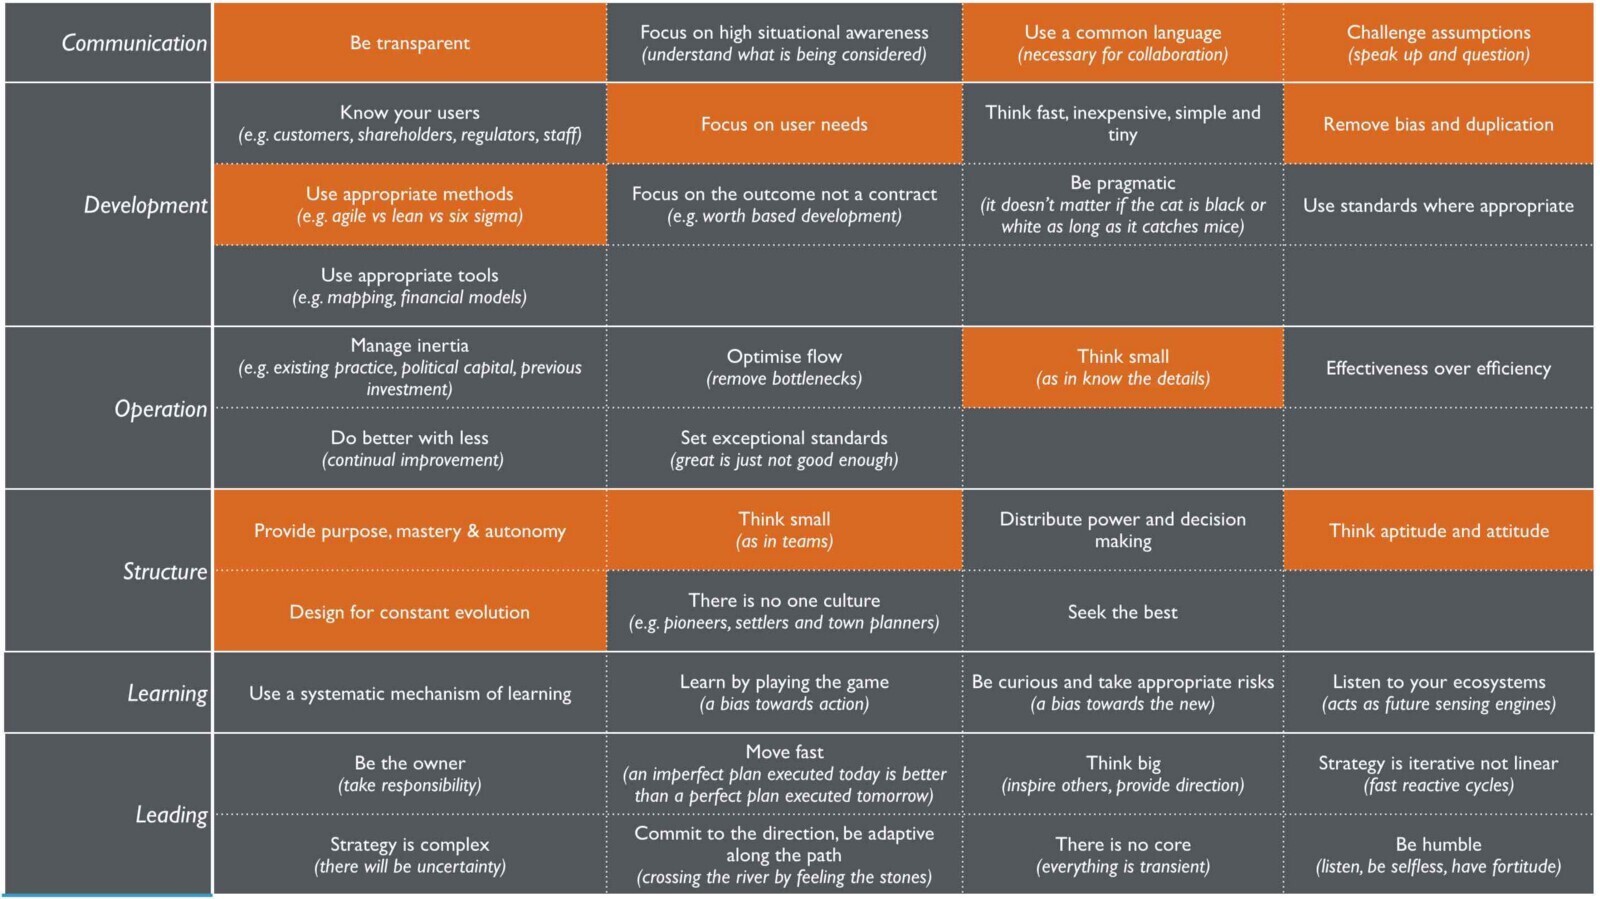 Communication
Be transparent
Focus on high situational awareness
(understand what is being considered)
Use a common language
(necessary for collaboration)
Challenge assumptions
(speak up and question)
Development
Know your users
(e.g. customers, shareholders, regulators, staff)
Focus on user needs
Think fast, inexpensive, simple and
tiny
Remove bias and duplication
Use appropriate methods
(e.g. agile vs lean vs six sigma)
Focus on the outcome not a contract
(e.g. worth based development)
Be pragmatic
(it doesn't matter if the cat is black or
white as long as it catches mice)
Use standards where appropriate
Use appropriate tools
(e.g. mapping, financial models)
Operation
Manage inertia
(e.g. existing practice, political capital, previous
investment)
Optimise flow
(remove bottlenecks)
Think small
(as in know the details)
Effectiveness over efficiency
Do better with less
(continual improvement)
Set exceptional standards
(great is just not good enough)
Structure
Provide purpose, mastery & autonomy
Think small
(as in teams)
Distribute power and decision
making
Think aptitude and attitude
Design for constant evolution
There is no one culture
(e.g. pioneers, settlers and town planners)
Seek the best
Learning
Use a systematic mechanism of learning
Learn by playing the game
(a bias towards action)
Be curious and take appropriate risks
(a bias towards the new)
Listen to your ecosystems
(acts as future sensing engines)
Leading
Be the owner
(take responsibility)
Move fast
(an imperfect plan executed today is better
than a perfect plan executed tomorrow)
Think big
(inspire others, provide direction)
Strategy is iterative not linear
(fast reactive cycles)
Strategy is complex
(there will be uncertainty)
Commit to the direction, be adaptive
along the path
(crossing the river by feeling the stones)
There is no core
(everything is transient)
Be humble
(listen, be selfless, have fortitude)